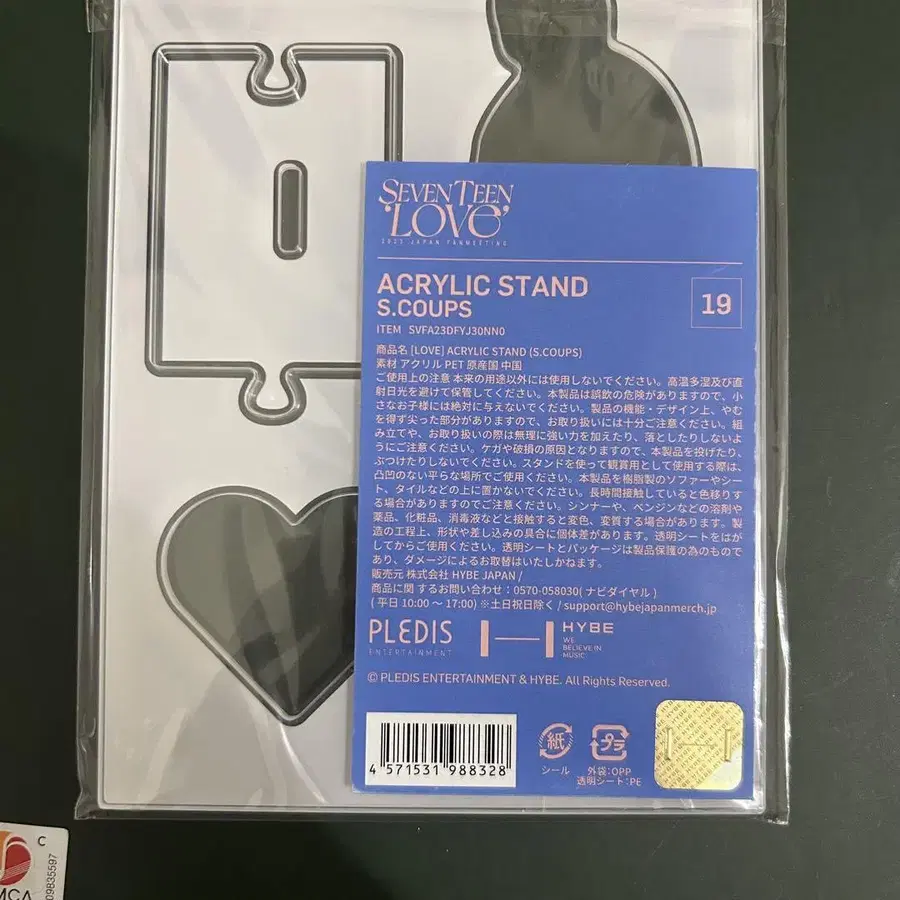 SEVENTEEN
'LOVE'
2023 JAPAN FANMEETING
ACRYLIC STAND
S.COUPS
19
ITEM SVFA23DFYJ30NN0
商品名 [LOVE] ACRYLIC STAND (S.COUPS)
素材 アクリル PET 原産国 中国
ご使用上の注意 本来の用途以外には使用しないでください。高温多湿及び直
射日光を避けて保管してください。本製品は誤飲の危険がありますので、小
さなお子様には絶対に与えないでください。製品の機能・デザイン上、やむ
を得ず尖った部分がありますので、お取り扱いには十分ご注意ください。組
み立てや、お取り扱いの際は無理に強い力を加えたり、落としたりしないよ
うにご注意ください。ケガや破損の原因となりますので、本製品を投げたり、
ぶつけたりしないでください。スタンドを使って観賞用として使用する際は、
凸凹のない平らな場所でご使用ください。本製品を樹脂製のソファーやシー
ト、タイルなどの上に置かないでください。長時間接触していると色移りす
る場合がありますのでご注意ください。シンナーや、ベンジンなどの溶剤や
薬品、化粧品、消毒液などと接触すると変色、変質する場合があります。製
造の工程上、形状や差し込みの具合に個体差があります。透明シートをはが
してからご使用ください。透明シートとパッケージは製品保護の為のもので
あり、ダメージによるお取替はいたしかねます。
販売元 株式会社 HYBE JAPAN /
商品に関するお問い合わせ:0570-058030( ナビダイヤル )
( 平日 10:00 〜 17:00) ※土日祝日除く / support@hybejapanmerch.jp
PLEDIS
ENTERTAINMENT
HYBE
WE
BELIEVE IN
MUSIC
© PLEDIS ENTERTAINMENT & HYBE. All Rights Reserved.
4 571531 988328
紙
シール
プラ
外袋:OPP
透明シート:PE
HYBE
C
09835597
MCA